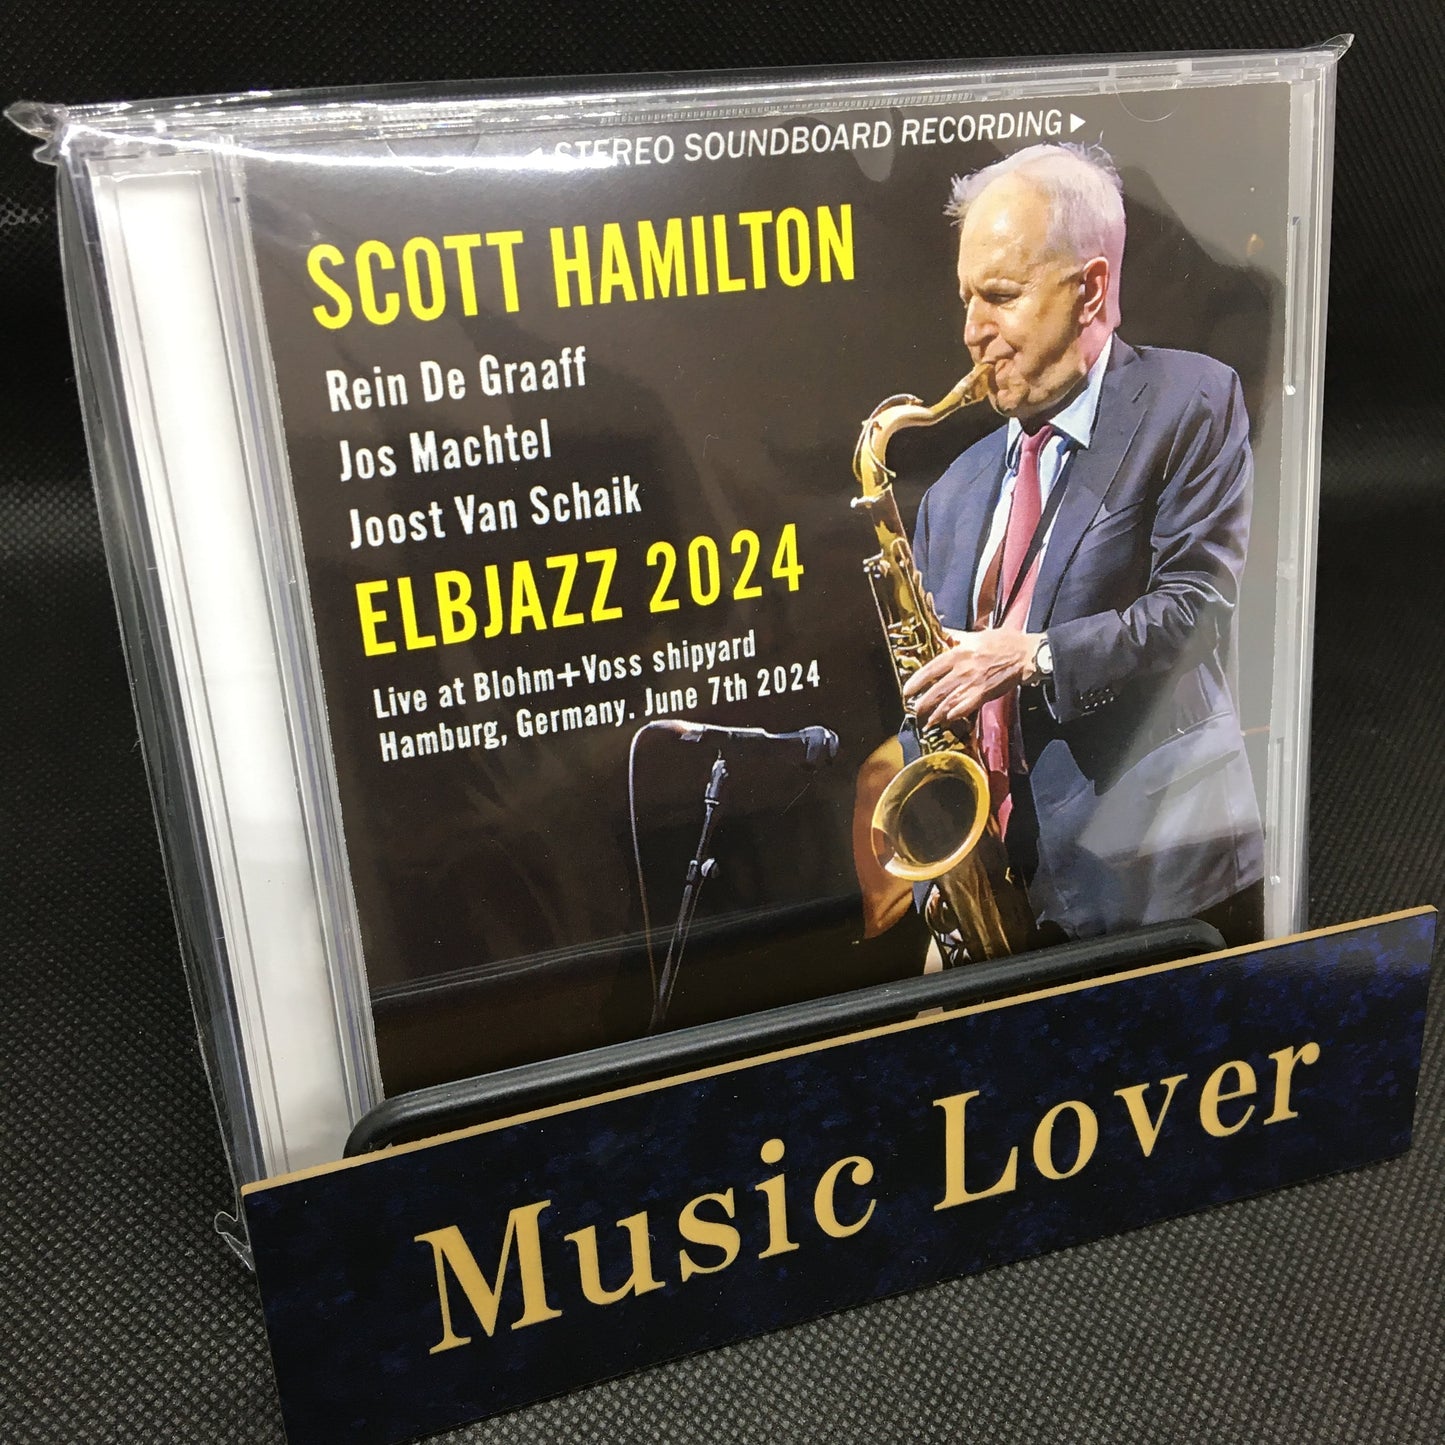 STEREO SOUNDBOARD RECORDING
SCOTT HAMILTON
Rein De Graaff
Jos Machtel
Joost Van Schaik
ELBJAZZ 2024
Live at Blohm+Voss shipyard
Hamburg, Germany. June 7th 2024
Music Lover